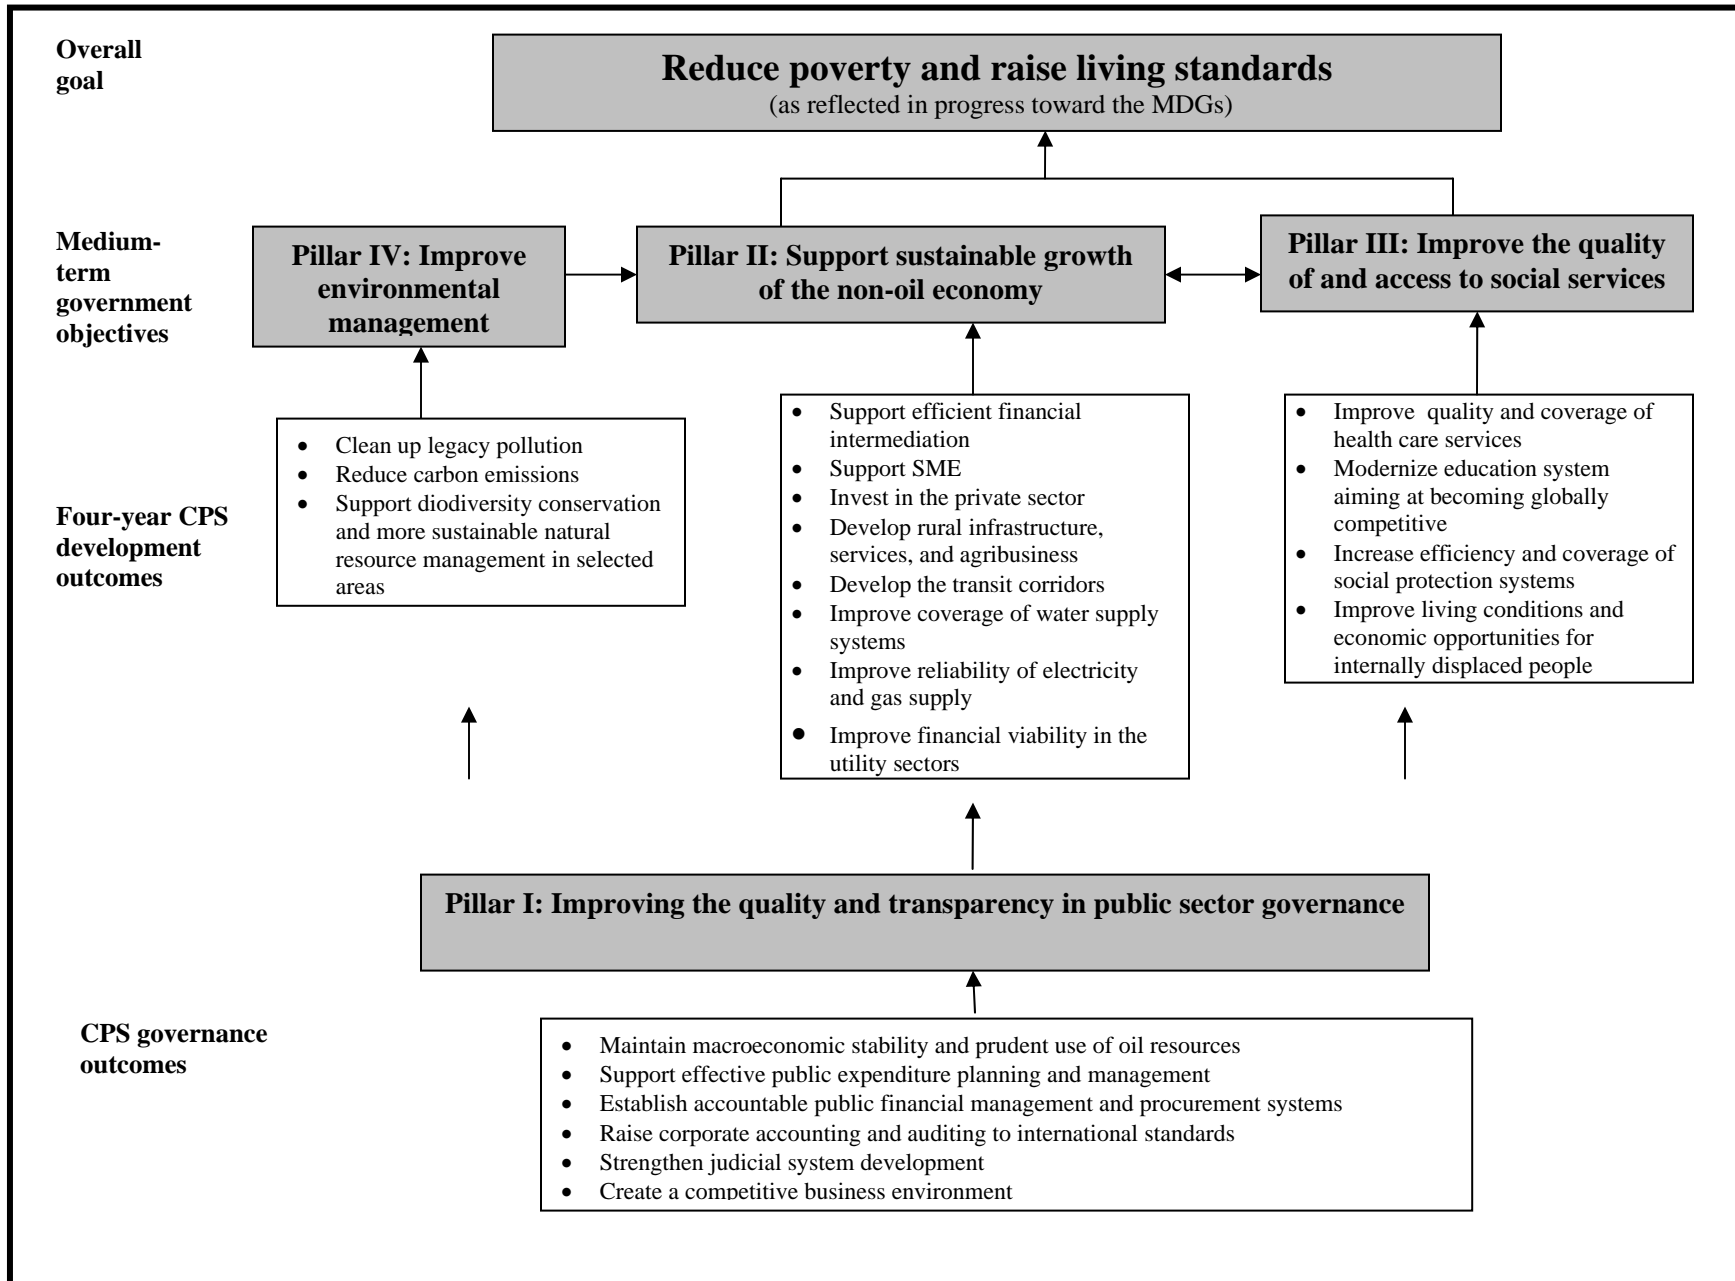 Overall
goal
Reduce poverty and raise living standards
(as reflected in progress toward the MDGs)
Medium-
term
government
objectives
Pillar IV: Improve
environmental
management
Pillar II: Support sustainable growth
of the non-oil economy
Pillar III: Improve the quality
of and access to social services
Four-year CPS
development
outcomes
• Clean up legacy pollution
• Reduce carbon emissions
• Support diodiversity conservation
and more sustainable natural
resource management in selected
areas
• Support efficient financial
intermediation
• Support SME
• Invest in the private sector
• Develop rural infrastructure,
services, and agribusiness
• Develop the transit corridors
• Improve coverage of water supply
systems
• Improve reliability of electricity
and gas supply
• Improve financial viability in the
utility sectors
• Improve quality and coverage of
health care services
• Modernize education system
aiming at becoming globally
competitive
• Increase efficiency and coverage of
social protection systems
• Improve living conditions and
economic opportunities for
internally displaced people
Pillar I: Improving the quality and transparency in public sector governance
CPS governance
outcomes
• Maintain macroeconomic stability and prudent use of oil resources
• Support effective public expenditure planning and management
• Establish accountable public financial management and procurement systems
• Raise corporate accounting and auditing to international standards
• Strengthen judicial system development
• Create a competitive business environment